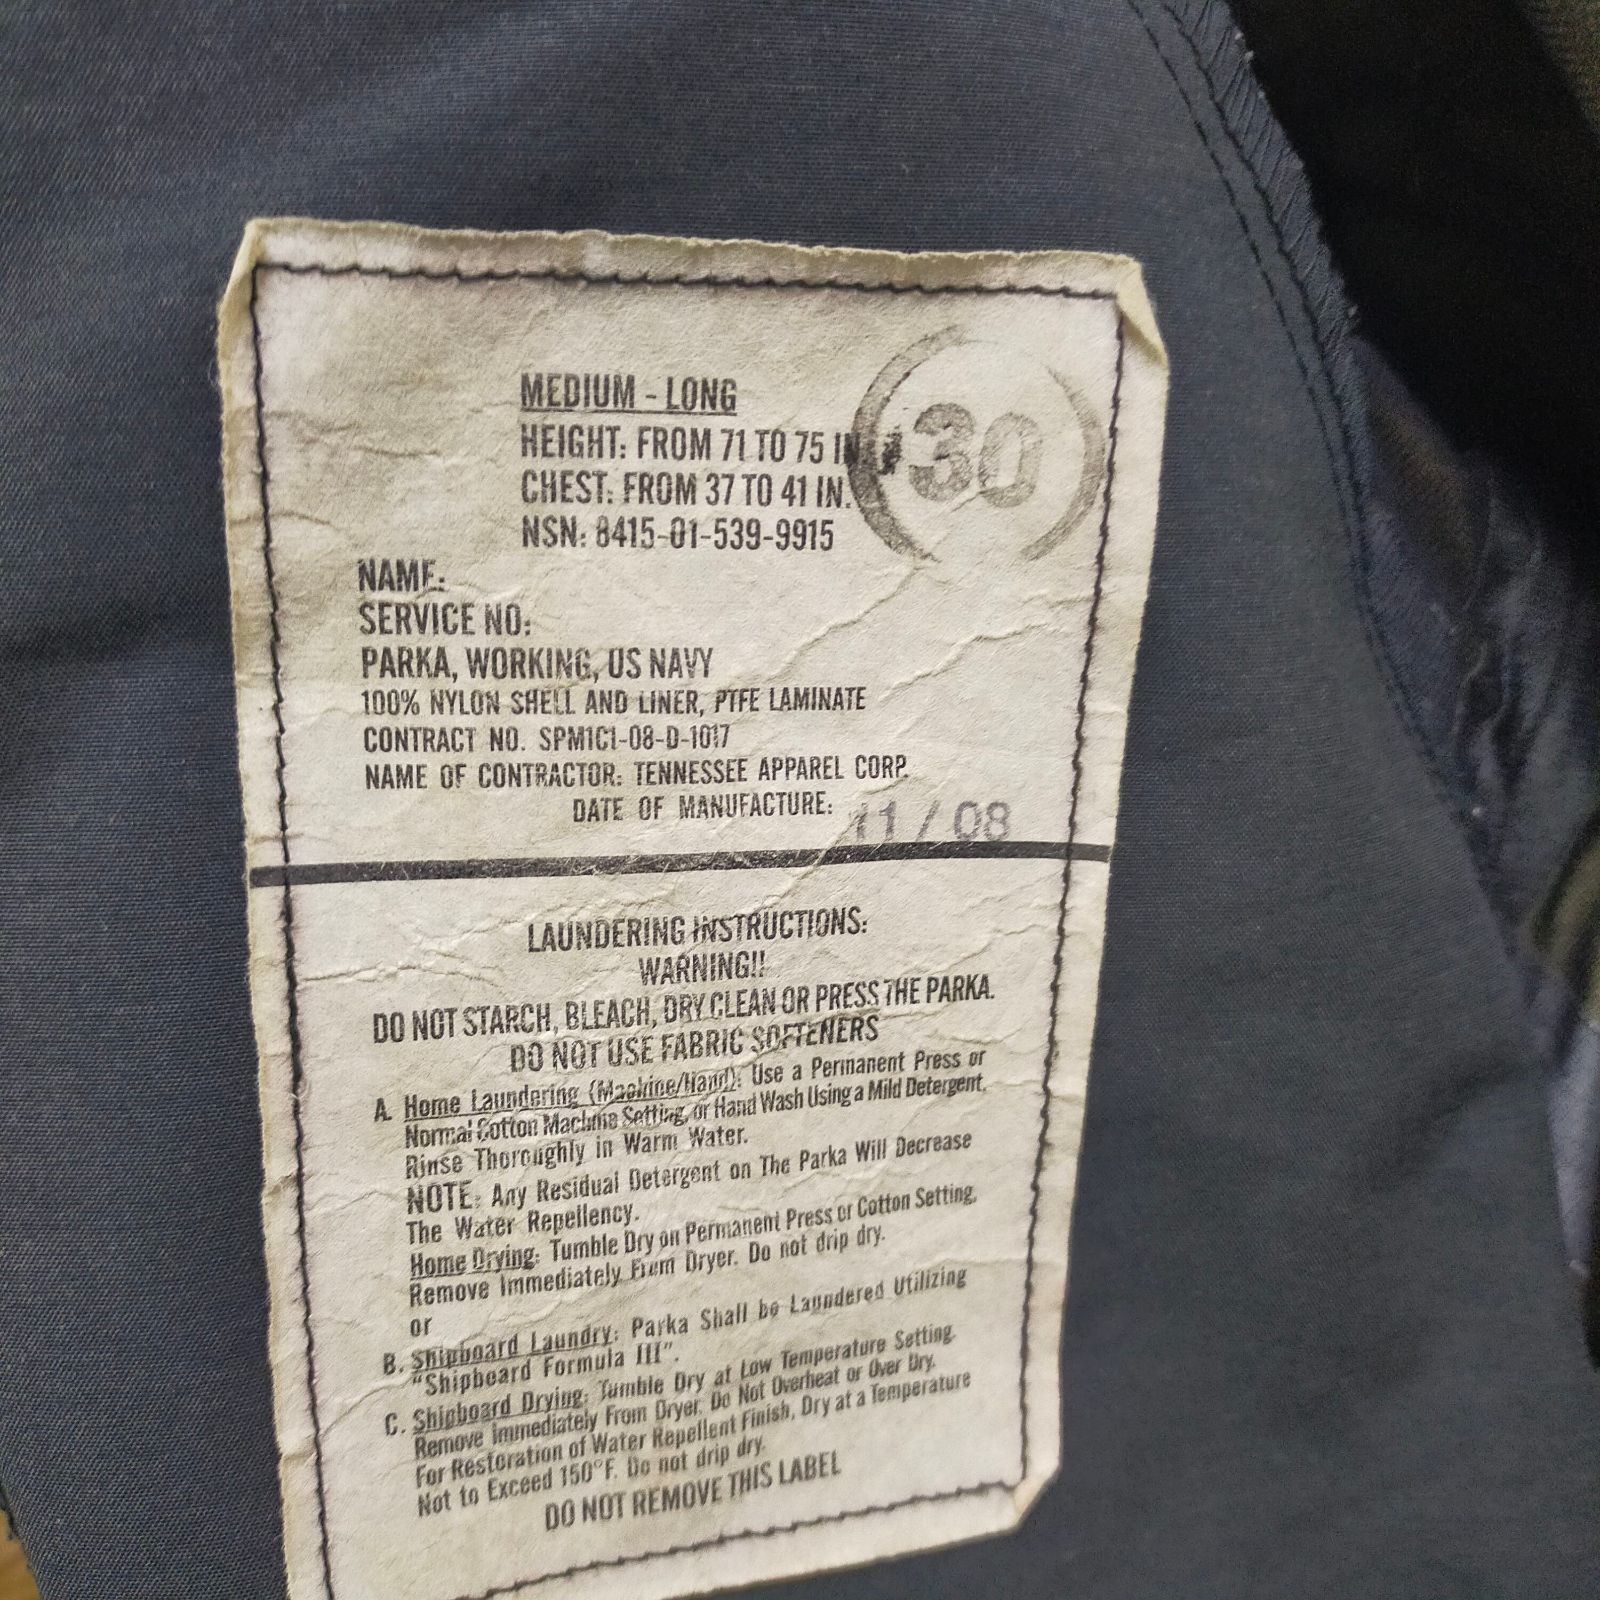 MEDIUM - LONG
HEIGHT: FROM 71 TO 75 IN.
CHEST: FROM 37 TO 41 IN.
30
NSN: 8415-01-539-9915
NAME:
SERVICE NO:
PARKA, WORKING, US NAVY
100% NYLON SHELL AND LINER, PTFE LAMINATE
CONTRACT NO. SPM1C1-08-D-1017
NAME OF CONTRACTOR: TENNESSEE APPAREL CORP.
DATE OF MANUFACTURE: 11/08
LAUNDERING INSTRUCTIONS:
WARNING!!
DO NOT STARCH, BLEACH, DRY CLEAN OR PRESS THE PARKA.
DO NOT USE FABRIC SOFTENERS
A. Home Laundering (Machine/Hand): Use a Permanent Press or
Normal Cotton Machine Setting, or Hand Wash Using a Mild Detergent.
Rinse Thoroughly in Warm Water.
NOTE: Any Residual Detergent on The Parka Will Decrease
The Water Repellency.
Home Drying: Tumble Dry on Permanent Press or Cotton Setting.
Remove Immediately From Dryer. Do not drip dry.
or
B. Shipboard Laundry: Parka Shall be Laundered Utilizing
"Shipboard Formula III".
C. Shipboard Drying: Tumble Dry at Low Temperature Setting.
Remove Immediately From Dryer. Do Not Overheat or Over Dry.
For Restoration of Water Repellent Finish, Dry at a Temperature
Not to Exceed 150°F. Do not drip dry.
DO NOT REMOVE THIS LABEL